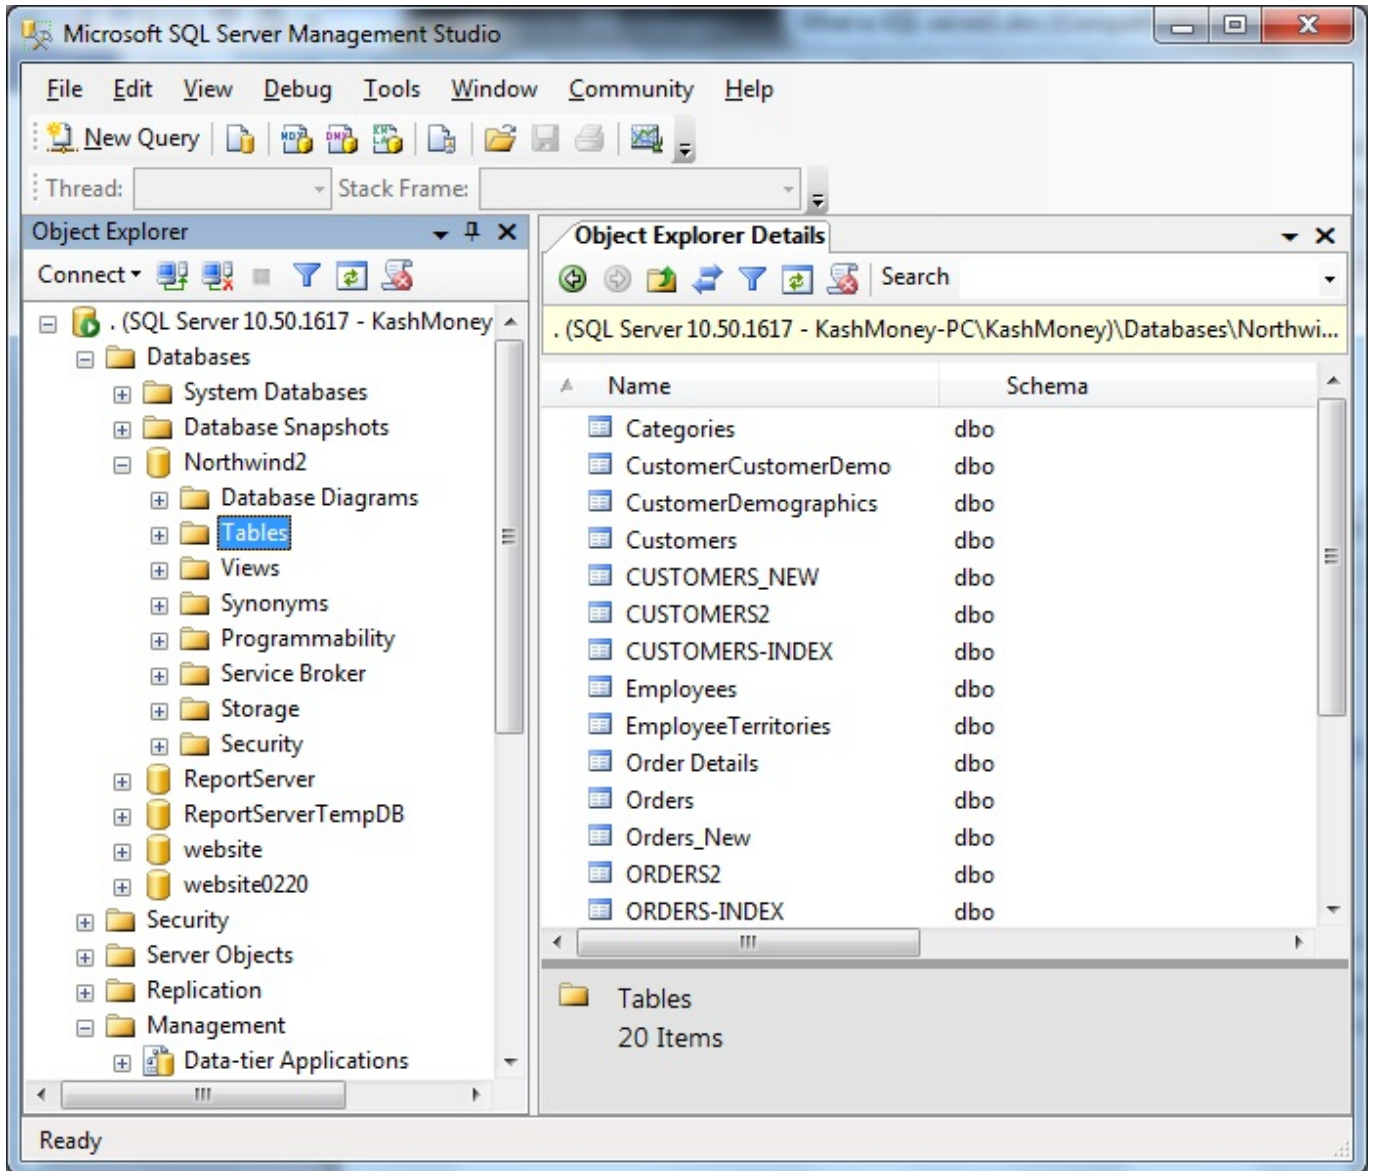 Microsoft SQL Server Management Studio
File Edit View Debug Tools Window Community Help
New Query
Thread: Stack Frame:
Object Explorer
Connect
. (SQL Server 10.50.1617 - KashMoney
Databases
System Databases
Database Snapshots
Northwind2
Database Diagrams
Tables
Views
Synonyms
Programmability
Service Broker
Storage
Security
ReportServer
ReportServerTempDB
website
website0220
Security
Server Objects
Replication
Management
Data-tier Applications
Object Explorer Details
Search
. (SQL Server 10.50.1617 - KashMoney-PC\KashMoney)\Databases\Northwi...
Name Schema
Categories dbo
CustomerCustomerDemo dbo
CustomerDemographics dbo
Customers dbo
CUSTOMERS_NEW dbo
CUSTOMERS2 dbo
CUSTOMERS-INDEX dbo
Employees dbo
EmployeeTerritories dbo
Order Details dbo
Orders dbo
Orders_New dbo
ORDERS2 dbo
ORDERS-INDEX dbo
Tables
20 Items
Ready